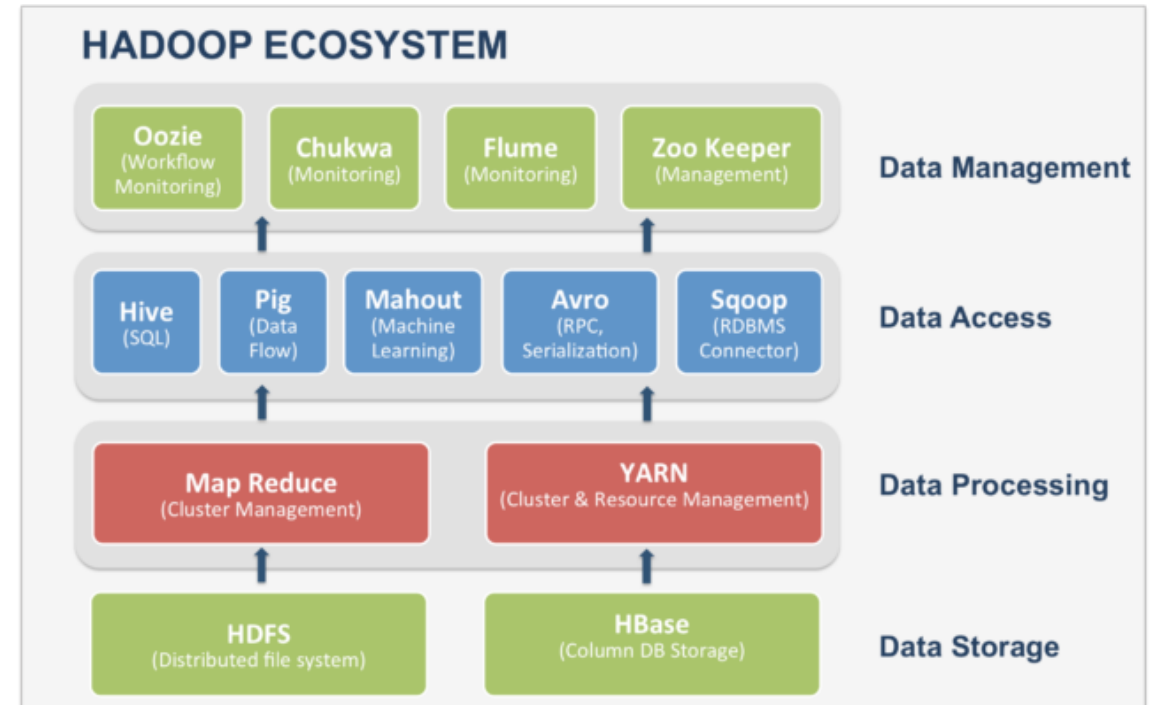 HADOOP ECOSYSTEM
Oozie
(Workflow
Monitoring)
Chukwa
(Monitoring)
Flume
(Monitoring)
Zoo Keeper
(Management)
Data Management
Hive
(SQL)
Pig
(Data
Flow)
Mahout
(Machine
Learning)
Avro
(RPC,
Serialization)
Sqoop
(RDBMS
Connector)
Data Access
Map Reduce
(Cluster Management)
YARN
(Cluster & Resource Management)
Data Processing
HDFS
(Distributed file system)
HBase
(Column DB Storage)
Data Storage